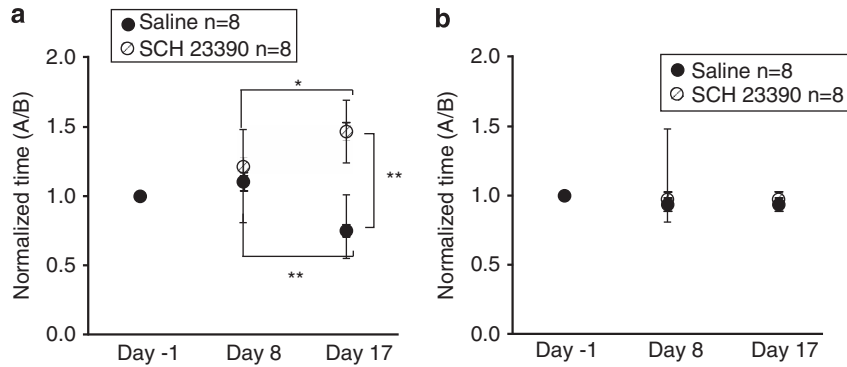 a
Saline n=8
SCH 23390 n=8
Normalized time (A/B)
2.0
1.5
1.0
0.5
0.0
*
**
**
Day -1
Day 8
Day 17
b
Saline n=8
SCH 23390 n=8
Normalized time (A/B)
2.0
1.5
1.0
0.5
0.0
Day -1
Day 8
Day 17